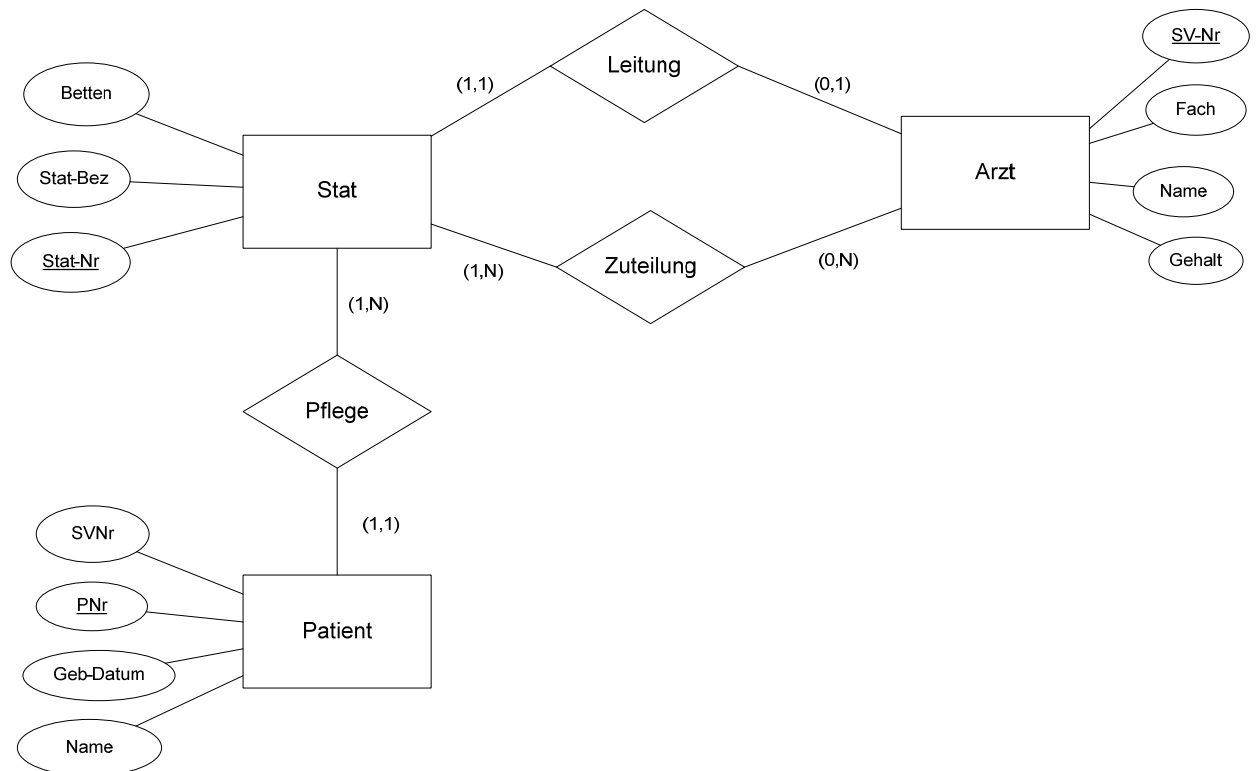 Leitung
SV-Nr
(1,1)
(0,1)
Betten
Fach
Stat-Bez
Stat
Arzt
Name
Stat-Nr
Zuteilung
(1,N)
(0,N)
Gehalt
(1,N)
Pflege
(1,1)
SVNr
PNr
Patient
Geb-Datum
Name